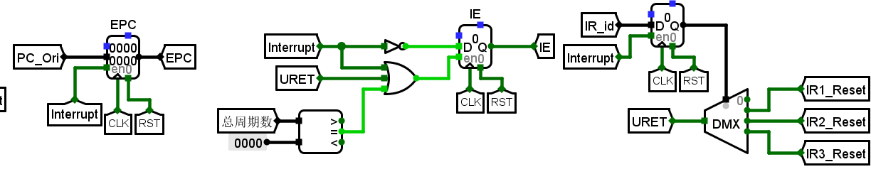 EPC
PC_Ori
0000
0000
en0
EPC
Interrupt
CLK
RST
IE
Interrupt
URET
D Q
0
en0
IE
CLK
RST
总周期数
0000
>
=
<
IR_id
Interrupt
D Q
0
en0
CLK
RST
URET
DMX
0
IR1_Reset
IR2_Reset
IR3_Reset